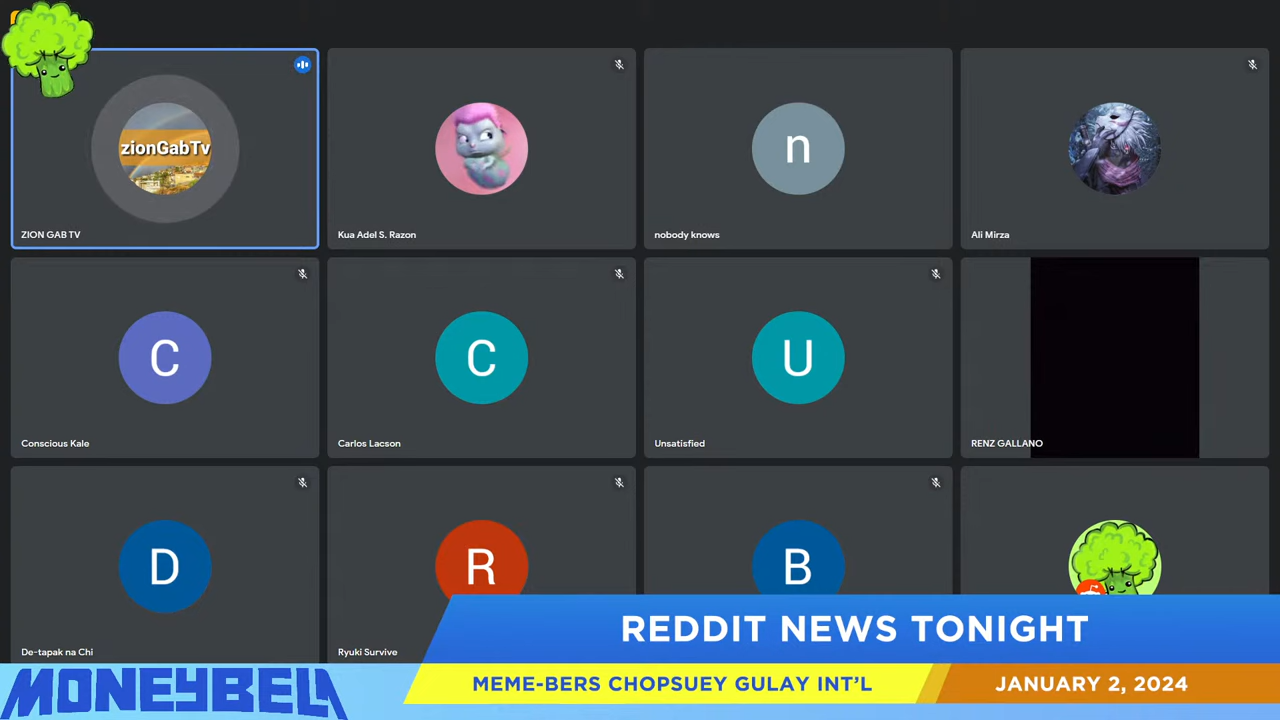 zionGabTv
ZION GAB TV
Kua Adel S. Razon
n
nobody knows
Ali Mirza
C
Conscious Kale
C
Carlos Lacson
U
Unsatisfied
RENZ GALLANO
D
De-tapak na Chi
R
Ryuki Survive
B
REDDIT NEWS TONIGHT
MONEYBELA
MEME-BERS CHOPSUEY GULAY INT'L
JANUARY 2, 2024